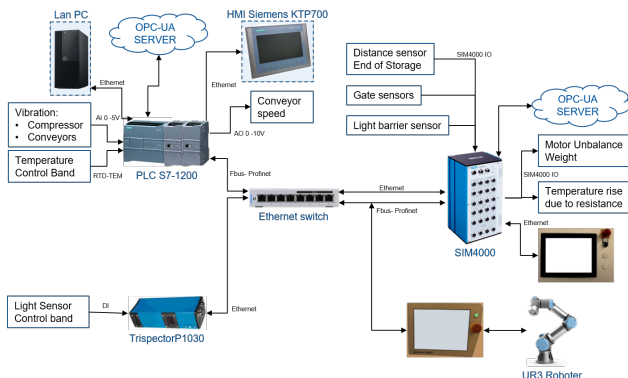 Lan PC
OPC-UA
SERVER
HMI Siemens KTP700
Ethernet
Ethernet
Vibration:
• Compressor
• Conveyors
AI 0 -5V
Temperature
Control Band
RTD-TEM
PLC S7-1200
Conveyor
speed
AO 0 -10V
Fbus- Profinet
Distance sensor
End of Storage
SIM4000 IO
Gate sensors
Light barrier sensor
OPC-UA
SERVER
Motor Unbalance
Weight
SIM4000 IO
Temperature rise
due to resistance
Ethernet
Ethernet
Fbus- Profinet
Ethernet switch
SIM4000
Light Sensor
Control band
DI
Ethernet
TrispectorP1030
UR3 Roboter